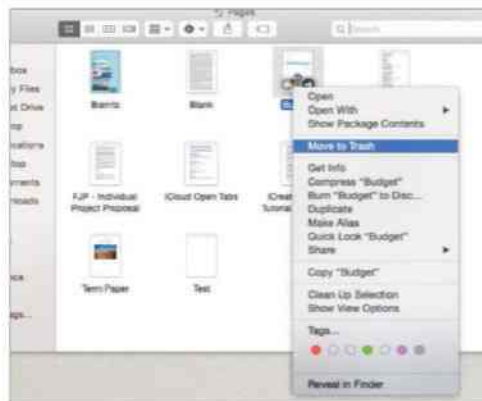 Pages
Search
Biarritz
Blank
FJP - Individual
Project Proposal
iCloud Open Tabs
Term Paper
Test
Open
Open With
Show Package Contents
Move to Trash
Get Info
Compress "Budget"
Burn "Budget" to Disc...
Duplicate
Make Alias
Quick Look "Budget"
Share
Copy "Budget"
Clean Up Selection
Show View Options
Tags...
Reveal in Finder